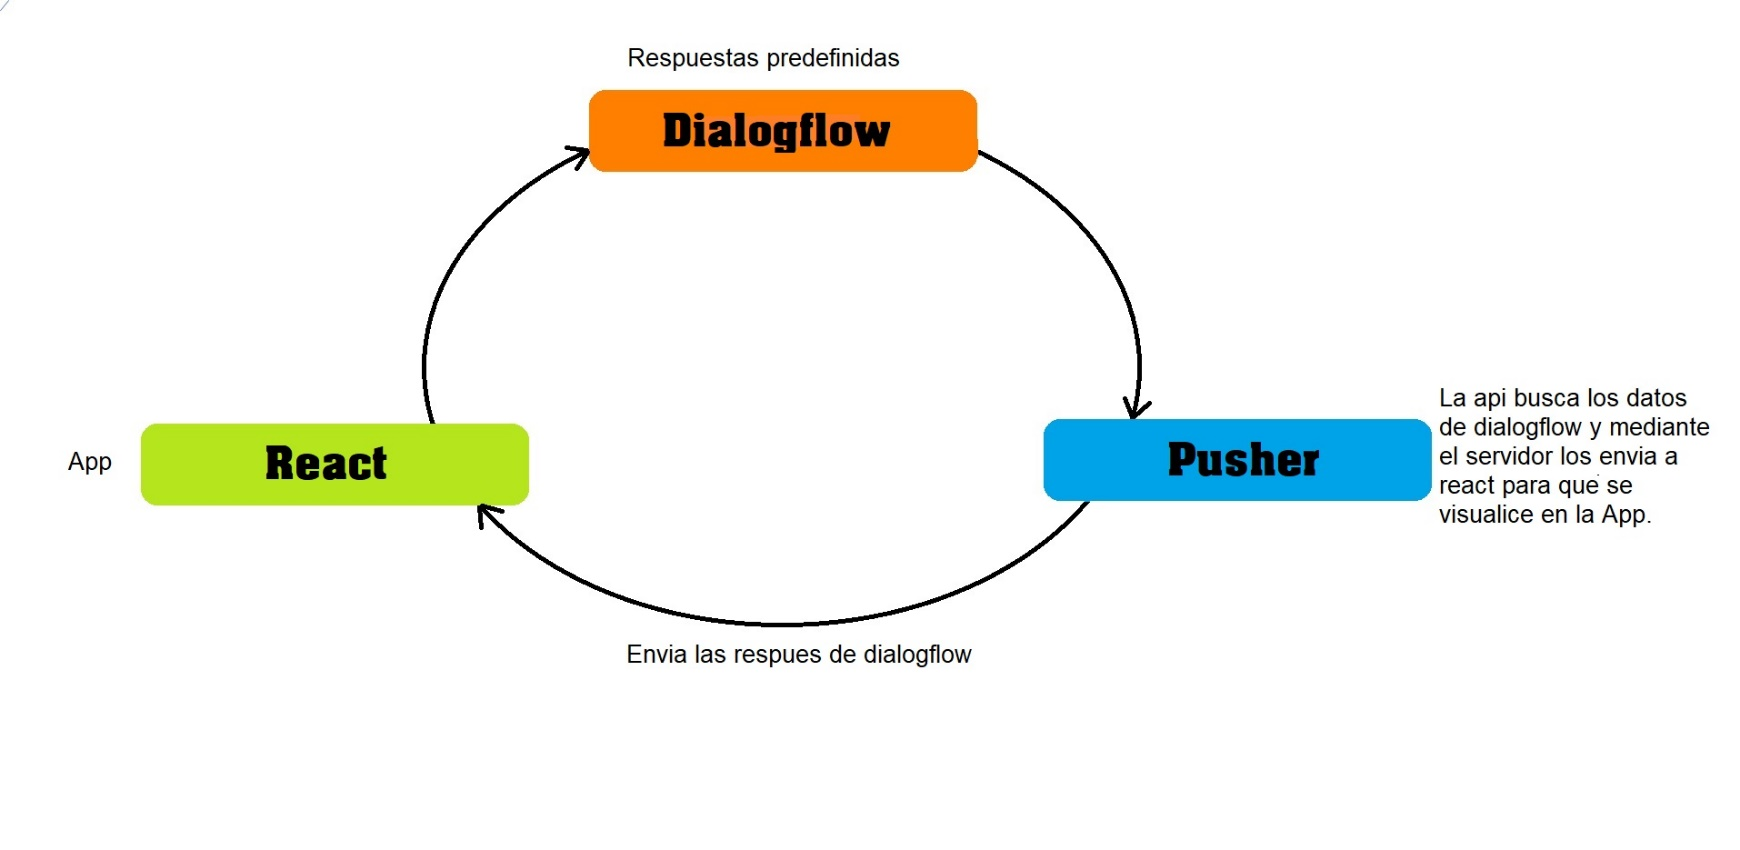 Respuestas predefinidas
Dialogflow
App
React
Pusher
La api busca los datos
de dialogflow y mediante
el servidor los envia a
react para que se
visualice en la App.
Envia las respues de dialogflow